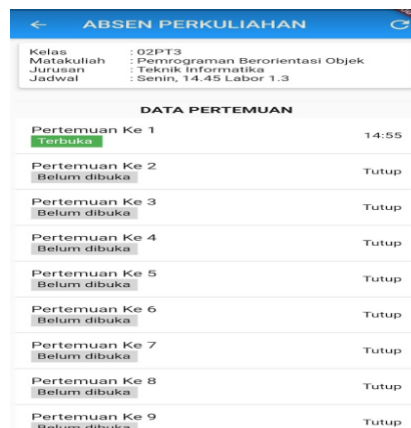 ABSEN PERKULIAHAN
Kelas : 02PT3
Matakuliah : Pemrograman Berorientasi Objek
Jurusan : Teknik Informatika
Jadwal : Senin, 14.45 Labor 1.3
DATA PERTEMUAN
Pertemuan Ke 1
Terbuka
14:55
Pertemuan Ke 2
Belum dibuka
Tutup
Pertemuan Ke 3
Belum dibuka
Tutup
Pertemuan Ke 4
Belum dibuka
Tutup
Pertemuan Ke 5
Belum dibuka
Tutup
Pertemuan Ke 6
Belum dibuka
Tutup
Pertemuan Ke 7
Belum dibuka
Tutup
Pertemuan Ke 8
Belum dibuka
Tutup
Pertemuan Ke 9
Belum dibuka
Tutup